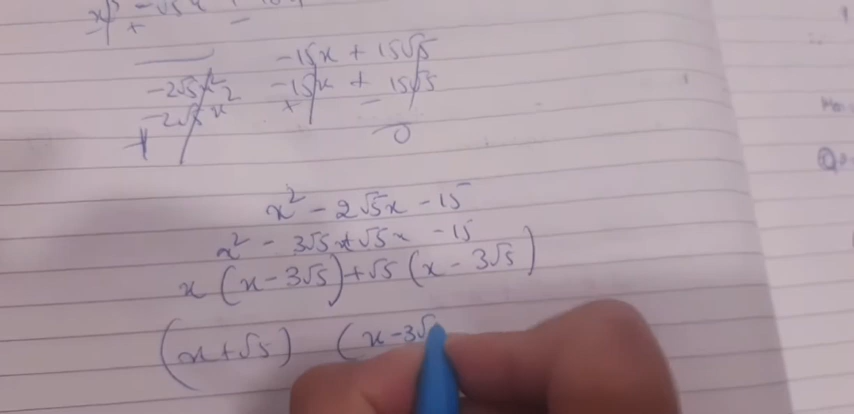 -15x + 15√5
-2√5x² -15x + 15√5
-2√5x² + -
+ 0
x² - 2√5x - 15
x² - 3√5x+√5x - 15
x (x - 3√5) + √5 (x - 3√5)
(x + √5) (x - 3√